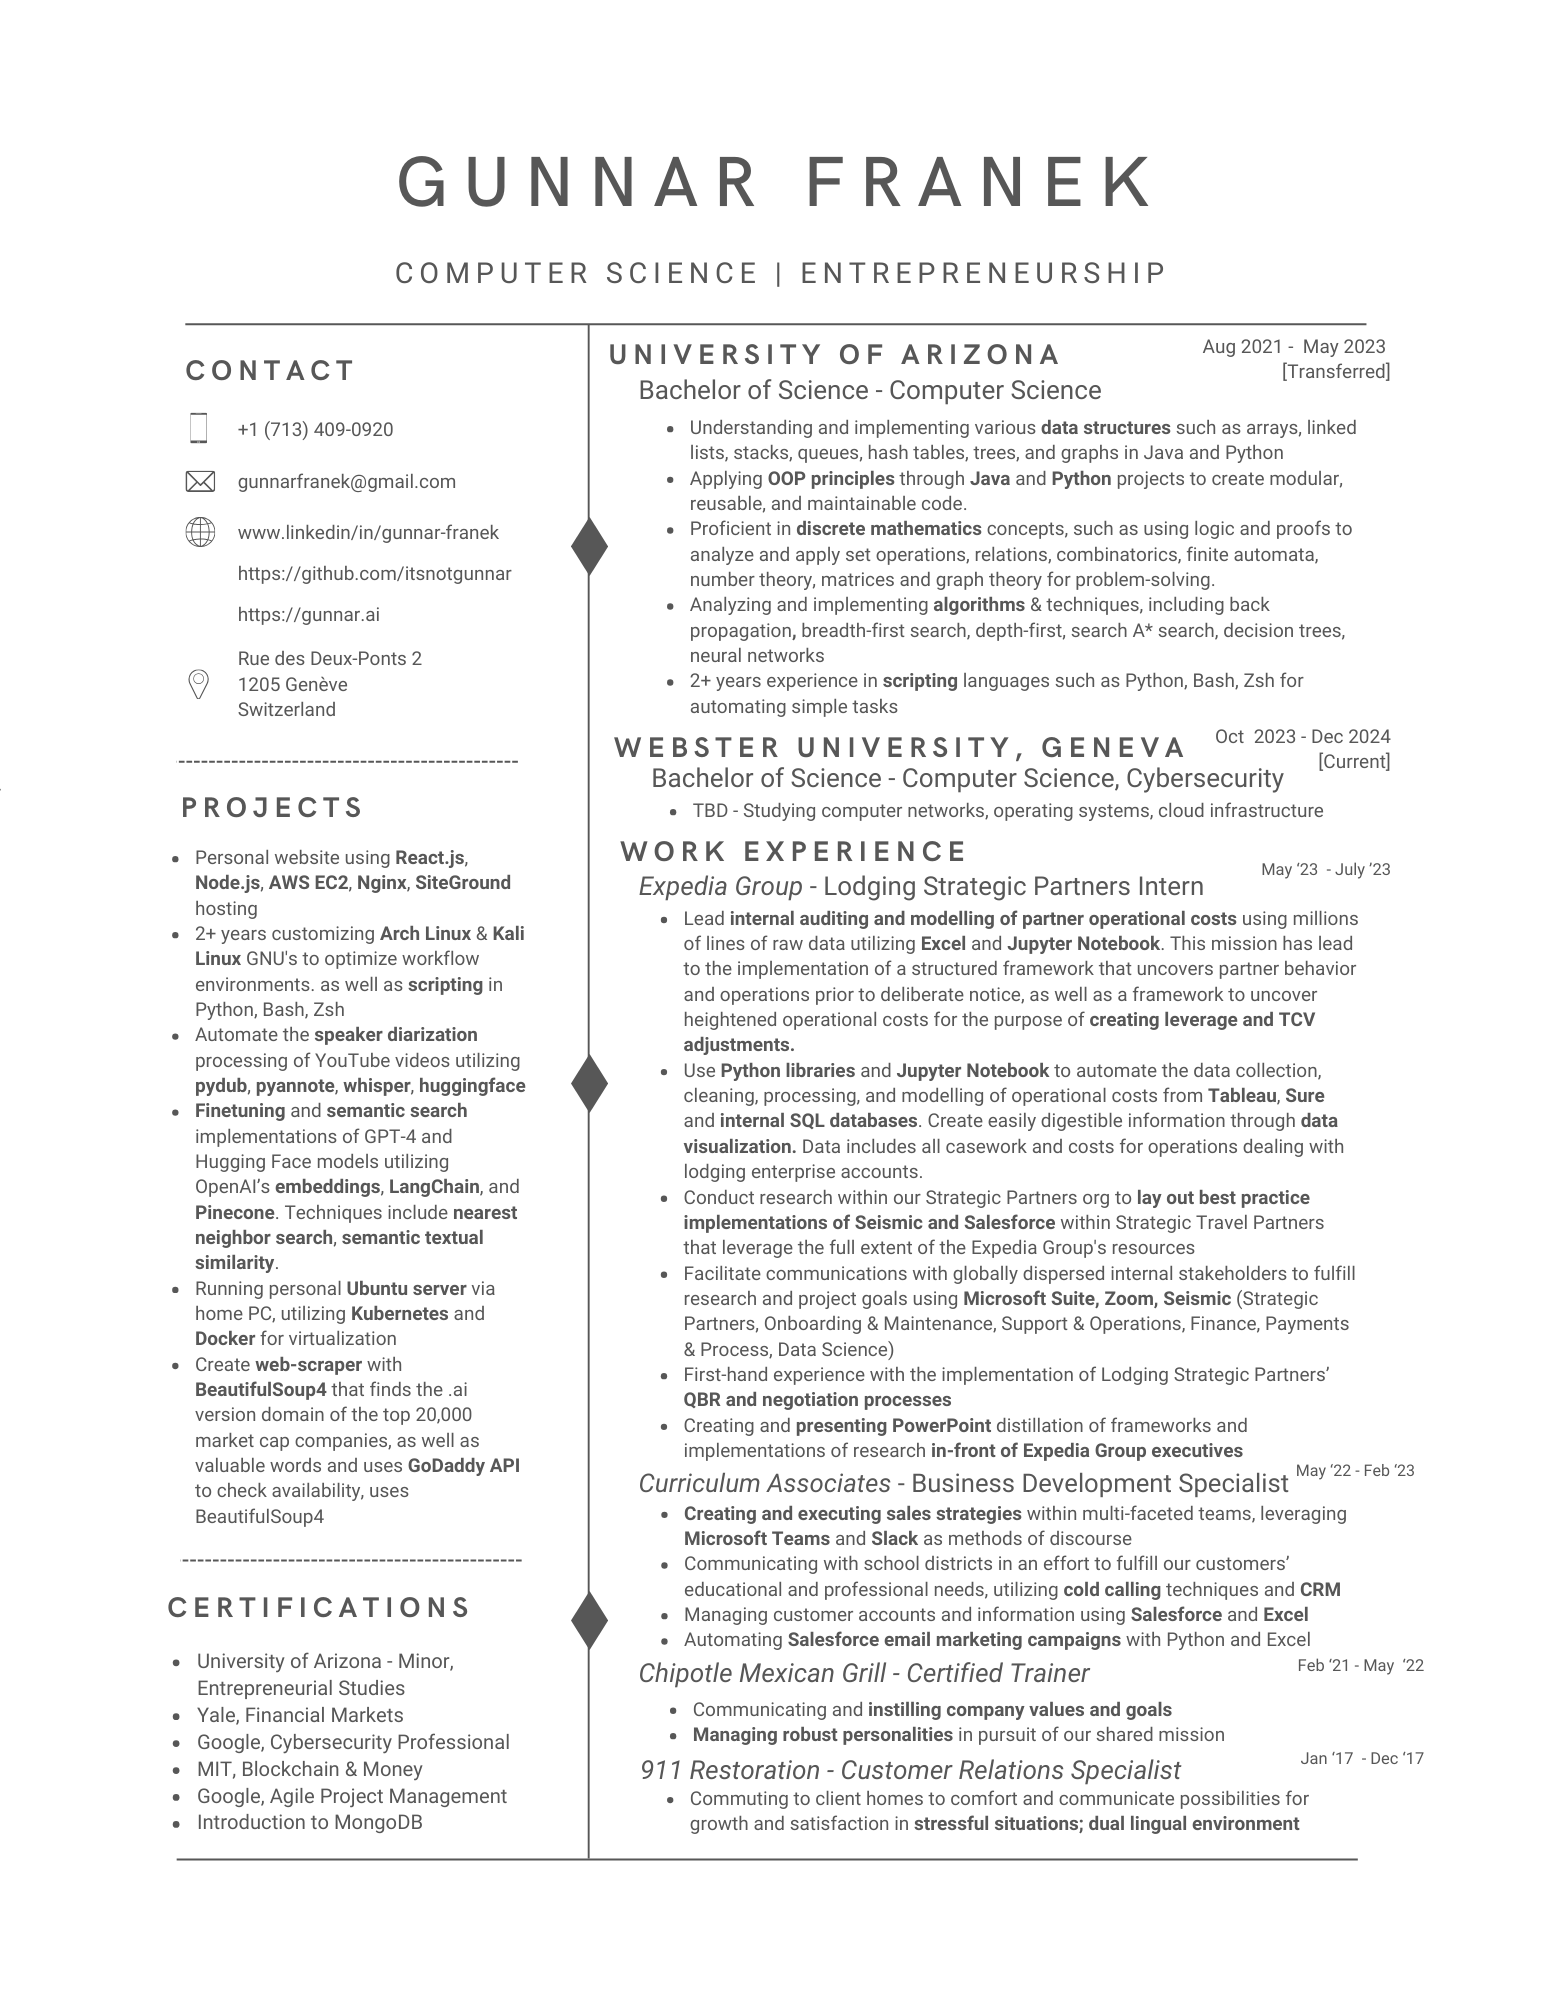 GUNNAR FRANEK
COMPUTER SCIENCE | ENTREPRENEURSHIP
CONTACT
+1 (713) 409-0920
gunnarfranek@gmail.com
www.linkedin/in/gunnar-franek
https://github.com/itsnotgunnar
https://gunnar.ai
Rue des Deux-Ponts 2
1205 Genève
Switzerland
PROJECTS
Personal website using React.js,
Node.js, AWS EC2, Nginx, SiteGround
hosting
2+ years customizing Arch Linux & Kali
Linux GNU's to optimize workflow
environments. as well as scripting in
Python, Bash, Zsh
Automate the speaker diarization
processing of YouTube videos utilizing
pydub, pyannote, whisper, huggingface
Finetuning and semantic search
implementations of GPT-4 and
Hugging Face models utilizing
OpenAI’s embeddings, LangChain, and
Pinecone. Techniques include nearest
neighbor search, semantic textual
similarity.
Running personal Ubuntu server via
home PC, utilizing Kubernetes and
Docker for virtualization
Create web-scraper with
BeautifulSoup4 that finds the .ai
version domain of the top 20,000
market cap companies, as well as
valuable words and uses GoDaddy API
to check availability, uses
BeautifulSoup4
CERTIFICATIONS
University of Arizona - Minor,
Entrepreneurial Studies
Yale, Financial Markets
Google, Cybersecurity Professional
MIT, Blockchain & Money
Google, Agile Project Management
Introduction to MongoDB
UNIVERSITY OF ARIZONA
Aug 2021 - May 2023
[Transferred]
Bachelor of Science - Computer Science
Understanding and implementing various data structures such as arrays, linked
lists, stacks, queues, hash tables, trees, and graphs in Java and Python
Applying OOP principles through Java and Python projects to create modular,
reusable, and maintainable code.
Proficient in discrete mathematics concepts, such as using logic and proofs to
analyze and apply set operations, relations, combinatorics, finite automata,
number theory, matrices and graph theory for problem-solving.
Analyzing and implementing algorithms & techniques, including back
propagation, breadth-first search, depth-first, search A* search, decision trees,
neural networks
2+ years experience in scripting languages such as Python, Bash, Zsh for
automating simple tasks
WEBSTER UNIVERSITY, GENEVA
Oct 2023 - Dec 2024
[Current]
Bachelor of Science - Computer Science, Cybersecurity
TBD - Studying computer networks, operating systems, cloud infrastructure
WORK EXPERIENCE
May ‘23 - July ’23
Expedia Group - Lodging Strategic Partners Intern
Lead internal auditing and modelling of partner operational costs using millions
of lines of raw data utilizing Excel and Jupyter Notebook. This mission has lead
to the implementation of a structured framework that uncovers partner behavior
and operations prior to deliberate notice, as well as a framework to uncover
heightened operational costs for the purpose of creating leverage and TCV
adjustments.
Use Python libraries and Jupyter Notebook to automate the data collection,
cleaning, processing, and modelling of operational costs from Tableau, Sure
and internal SQL databases. Create easily digestible information through data
visualization. Data includes all casework and costs for operations dealing with
lodging enterprise accounts.
Conduct research within our Strategic Partners org to lay out best practice
implementations of Seismic and Salesforce within Strategic Travel Partners
that leverage the full extent of the Expedia Group's resources
Facilitate communications with globally dispersed internal stakeholders to fulfill
research and project goals using Microsoft Suite, Zoom, Seismic (Strategic
Partners, Onboarding & Maintenance, Support & Operations, Finance, Payments
& Process, Data Science)
First-hand experience with the implementation of Lodging Strategic Partners’
QBR and negotiation processes
Creating and presenting PowerPoint distillation of frameworks and
implementations of research in-front of Expedia Group executives
Curriculum Associates - Business Development Specialist
May ‘22 - Feb ‘23
Creating and executing sales strategies within multi-faceted teams, leveraging
Microsoft Teams and Slack as methods of discourse
Communicating with school districts in an effort to fulfill our customers’
educational and professional needs, utilizing cold calling techniques and CRM
Managing customer accounts and information using Salesforce and Excel
Automating Salesforce email marketing campaigns with Python and Excel
Chipotle Mexican Grill - Certified Trainer
Feb ‘21 - May ‘22
Communicating and instilling company values and goals
Managing robust personalities in pursuit of our shared mission
911 Restoration - Customer Relations Specialist
Jan ‘17 - Dec ‘17
Commuting to client homes to comfort and communicate possibilities for
growth and satisfaction in stressful situations; dual lingual environment